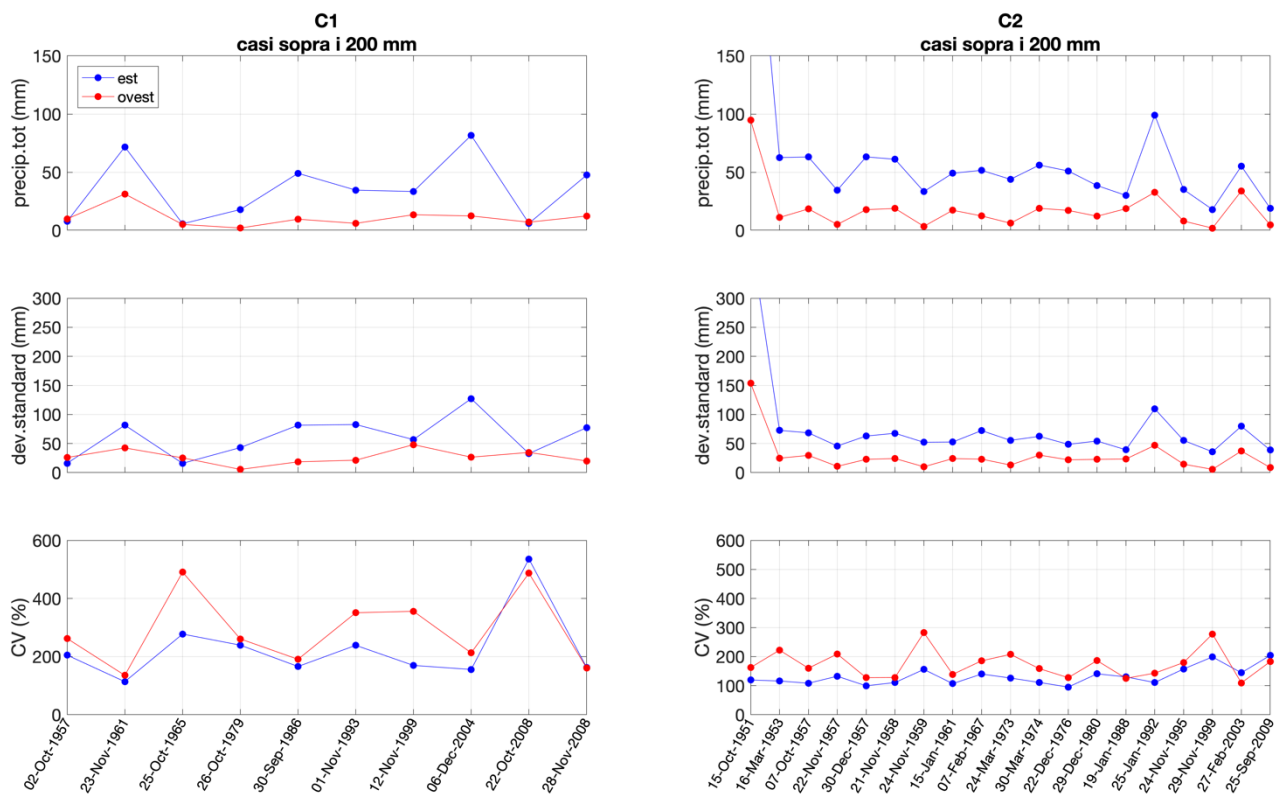 C1
casi sopra i 200 mm
precip.tot (mm)
150
100
50
0
est
ovest
dev.standard (mm)
300
250
200
150
100
50
0
CV (%)
600
400
200
0
02-Oct-1957
23-Nov-1961
25-Oct-1965
26-Oct-1979
30-Sep-1986
01-Nov-1993
12-Nov-1999
06-Dec-2004
22-Oct-2008
28-Nov-2008
C2
casi sopra i 200 mm
precip.tot (mm)
150
100
50
0
dev.standard (mm)
300
250
200
150
100
50
0
CV (%)
600
500
400
300
200
100
0
15-Oct-1951
16-Mar-1953
07-Oct-1957
22-Nov-1957
30-Dec-1957
21-Nov-1958
24-Nov-1959
15-Jan-1961
07-Feb-1967
24-Mar-1973
30-Mar-1974
22-Dec-1976
29-Dec-1980
19-Jan-1988
25-Jan-1992
24-Nov-1995
29-Nov-1999
27-Feb-2003
25-Sep-2009